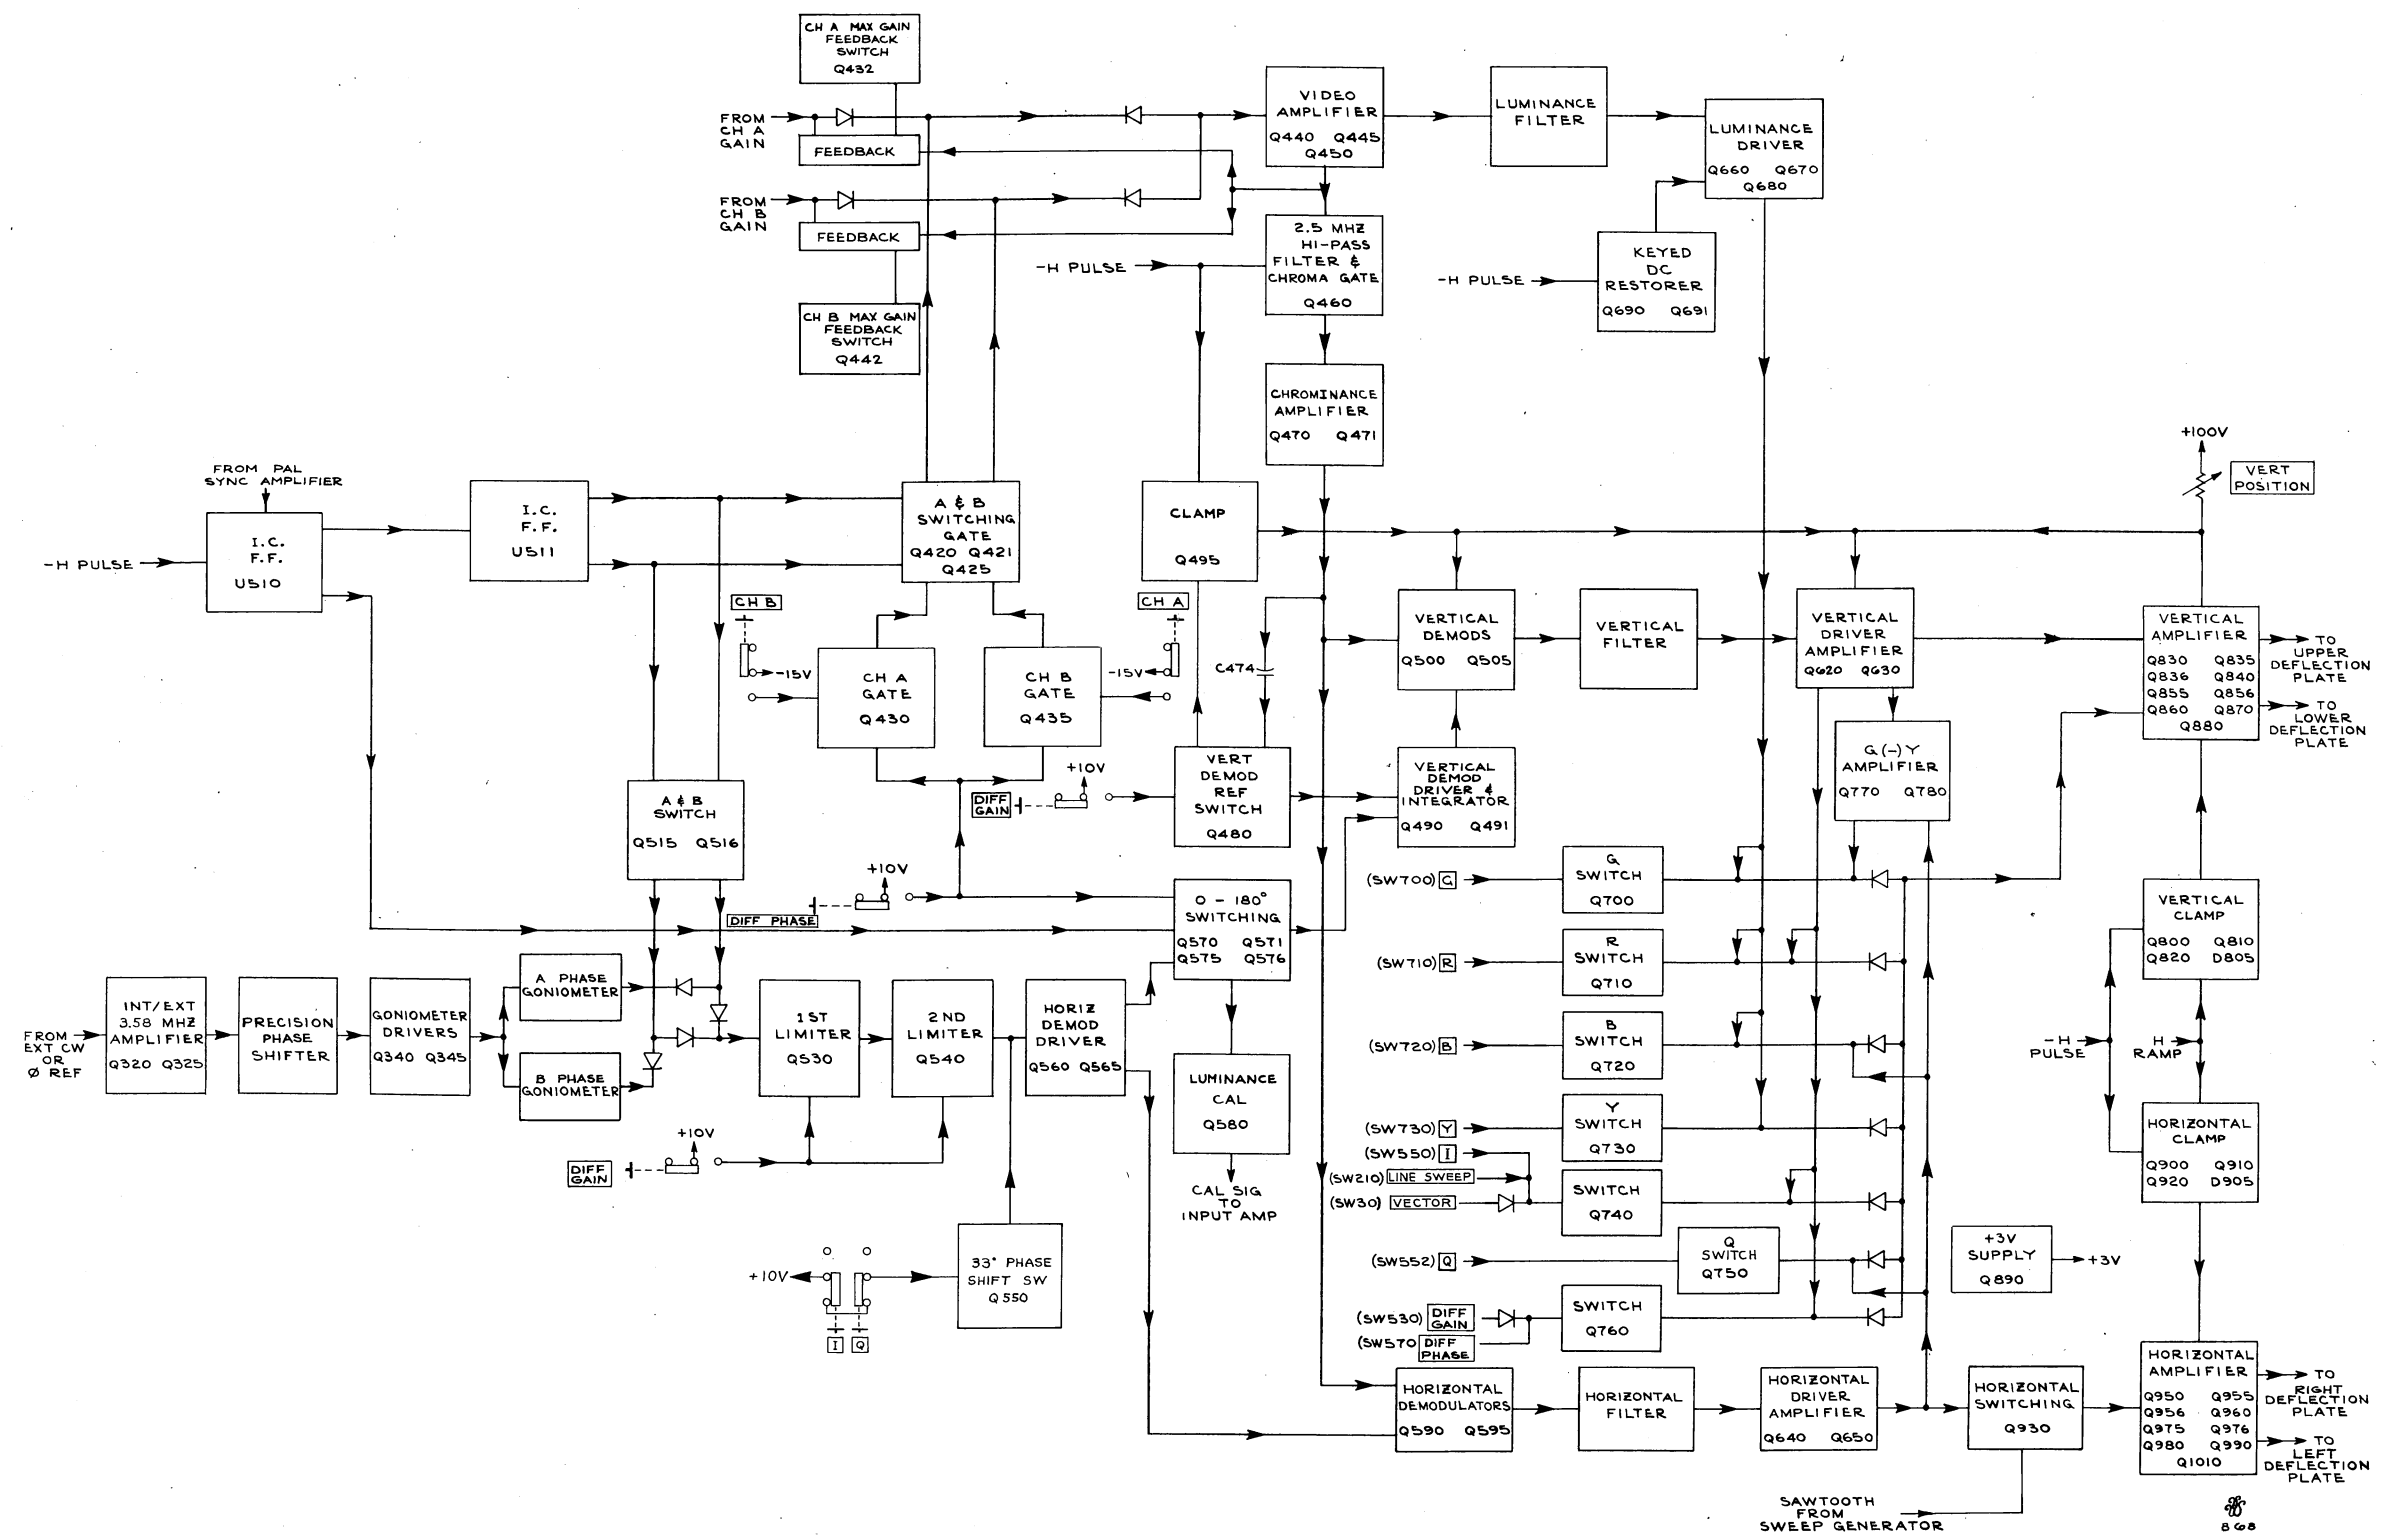 CH A MAX GAIN
FEEDBACK
SWITCH
Q432
FROM
CH A
GAIN
FEEDBACK
FROM
CH B
GAIN
FEEDBACK
CH B MAX GAIN
FEEDBACK
SWITCH
Q442
VIDEO
AMPLIFIER
Q440 Q445
Q450
LUMINANCE
FILTER
LUMINANCE
DRIVER
Q660 Q670
Q680
-H PULSE
2.5 MHZ
HI-PASS
FILTER &
CHROMA GATE
Q460
-H PULSE
KEYED
DC
RESTORER
Q690 Q691
CHROMINANCE
AMPLIFIER
Q470 Q471
FROM PAL
SYNC AMPLIFIER
-H PULSE
I.C.
F.F.
U510
I.C.
F.F.
U511
A & B
SWITCHING
GATE
Q420 Q421
Q425
CLAMP
Q495
+100V
VERT
POSITION
CH B
-15V
CH A
GATE
Q430
CH B
GATE
Q435
CH A
-15V
C474
VERTICAL
DEMODS
Q500 Q505
VERTICAL
FILTER
VERTICAL
DRIVER
AMPLIFIER
Q620 Q630
VERTICAL
AMPLIFIER
Q830 Q835
Q836 Q840
Q855 Q856
Q860 Q870
Q880
TO
UPPER
DEFLECTION
PLATE
TO
LOWER
DEFLECTION
PLATE
A & B
SWITCH
Q515 Q516
DIFF
GAIN
+10V
VERT
DEMOD
REF
SWITCH
Q480
VERTICAL
DEMOD
DRIVER &
INTEGRATOR
Q490 Q491
G(-)Y
AMPLIFIER
Q770 Q780
+10V
DIFF PHASE
0 - 180°
SWITCHING
Q570 Q571
Q575 Q576
(SW700) G
G
SWITCH
Q700
(SW710) R
R
SWITCH
Q710
(SW720) B
B
SWITCH
Q720
(SW730) Y
Y
SWITCH
Q730
(SW550) I
(SW210) LINE SWEEP
(SW30) VECTOR
SWITCH
Q740
(SW552) Q
Q
SWITCH
Q750
(SW530) DIFF
GAIN
(SW570 DIFF
PHASE
SWITCH
Q760
VERTICAL
CLAMP
Q800 Q810
Q820 D805
-H
PULSE
H
RAMP
HORIZONTAL
CLAMP
Q900 Q910
Q920 D905
+3V
SUPPLY
Q890
+3V
FROM
EXT CW
OR
Ø REF
INT/EXT
3.58 MHZ
AMPLIFIER
Q320 Q325
PRECISION
PHASE
SHIFTER
GONIOMETER
DRIVERS
Q340 Q345
A PHASE
GONIOMETER
B PHASE
GONIOMETER
1ST
LIMITER
Q530
2ND
LIMITER
Q540
HORIZ
DEMOD
DRIVER
Q560 Q565
LUMINANCE
CAL
Q580
CAL SIG
TO
INPUT AMP
DIFF
GAIN
+10V
+10V
I Q
33° PHASE
SHIFT SW
Q550
HORIZONTAL
DEMODULATORS
Q590 Q595
HORIZONTAL
FILTER
HORIZONTAL
DRIVER
AMPLIFIER
Q640 Q650
HORIZONTAL
SWITCHING
Q930
HORIZONTAL
AMPLIFIER
Q950 Q955
Q956 Q960
Q975 Q976
Q980 Q990
Q1010
TO
RIGHT
DEFLECTION
PLATE
TO
LEFT
DEFLECTION
PLATE
SAWTOOTH
FROM
SWEEP GENERATOR
868